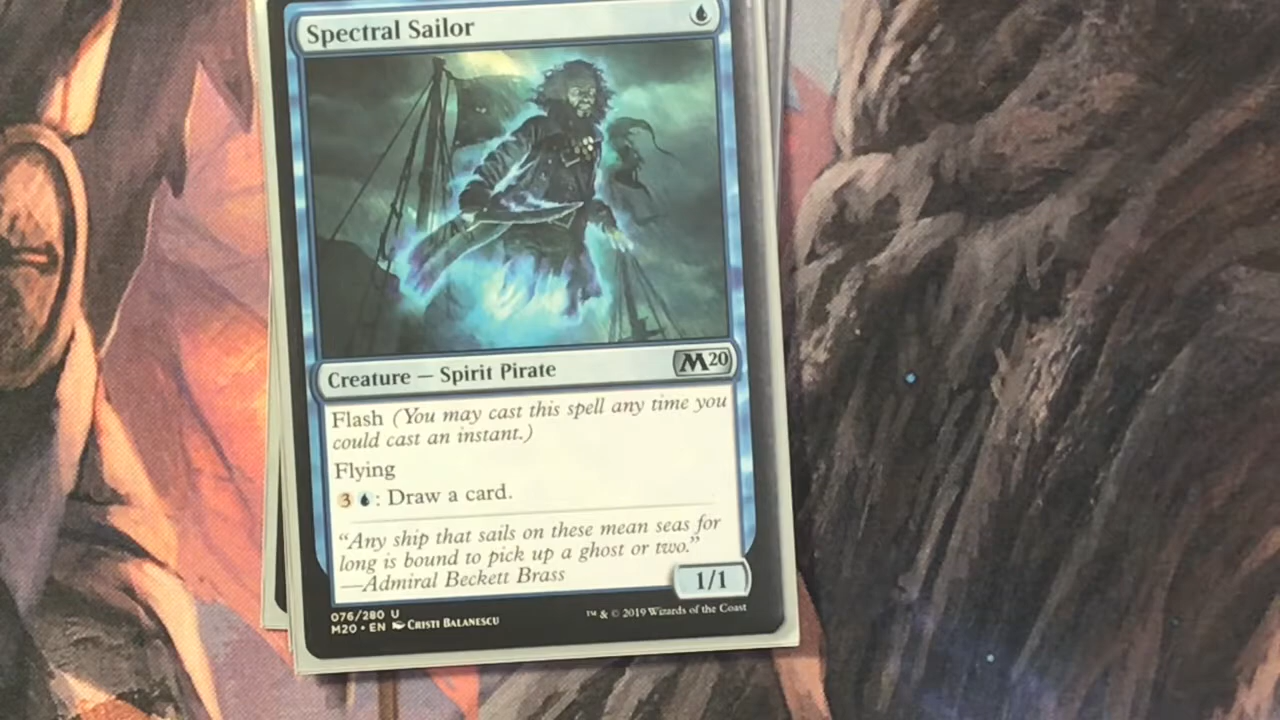 Spectral Sailor
Creature — Spirit Pirate
M20
Flash (You may cast this spell any time you
could cast an instant.)
Flying
3 : Draw a card.
“Any ship that sails on these mean seas for
long is bound to pick up a ghost or two.”
—Admiral Beckett Brass
1/1
076/280 U
M20 • EN CRISTI BALANESCU
™ & © 2019 Wizards of the Coast